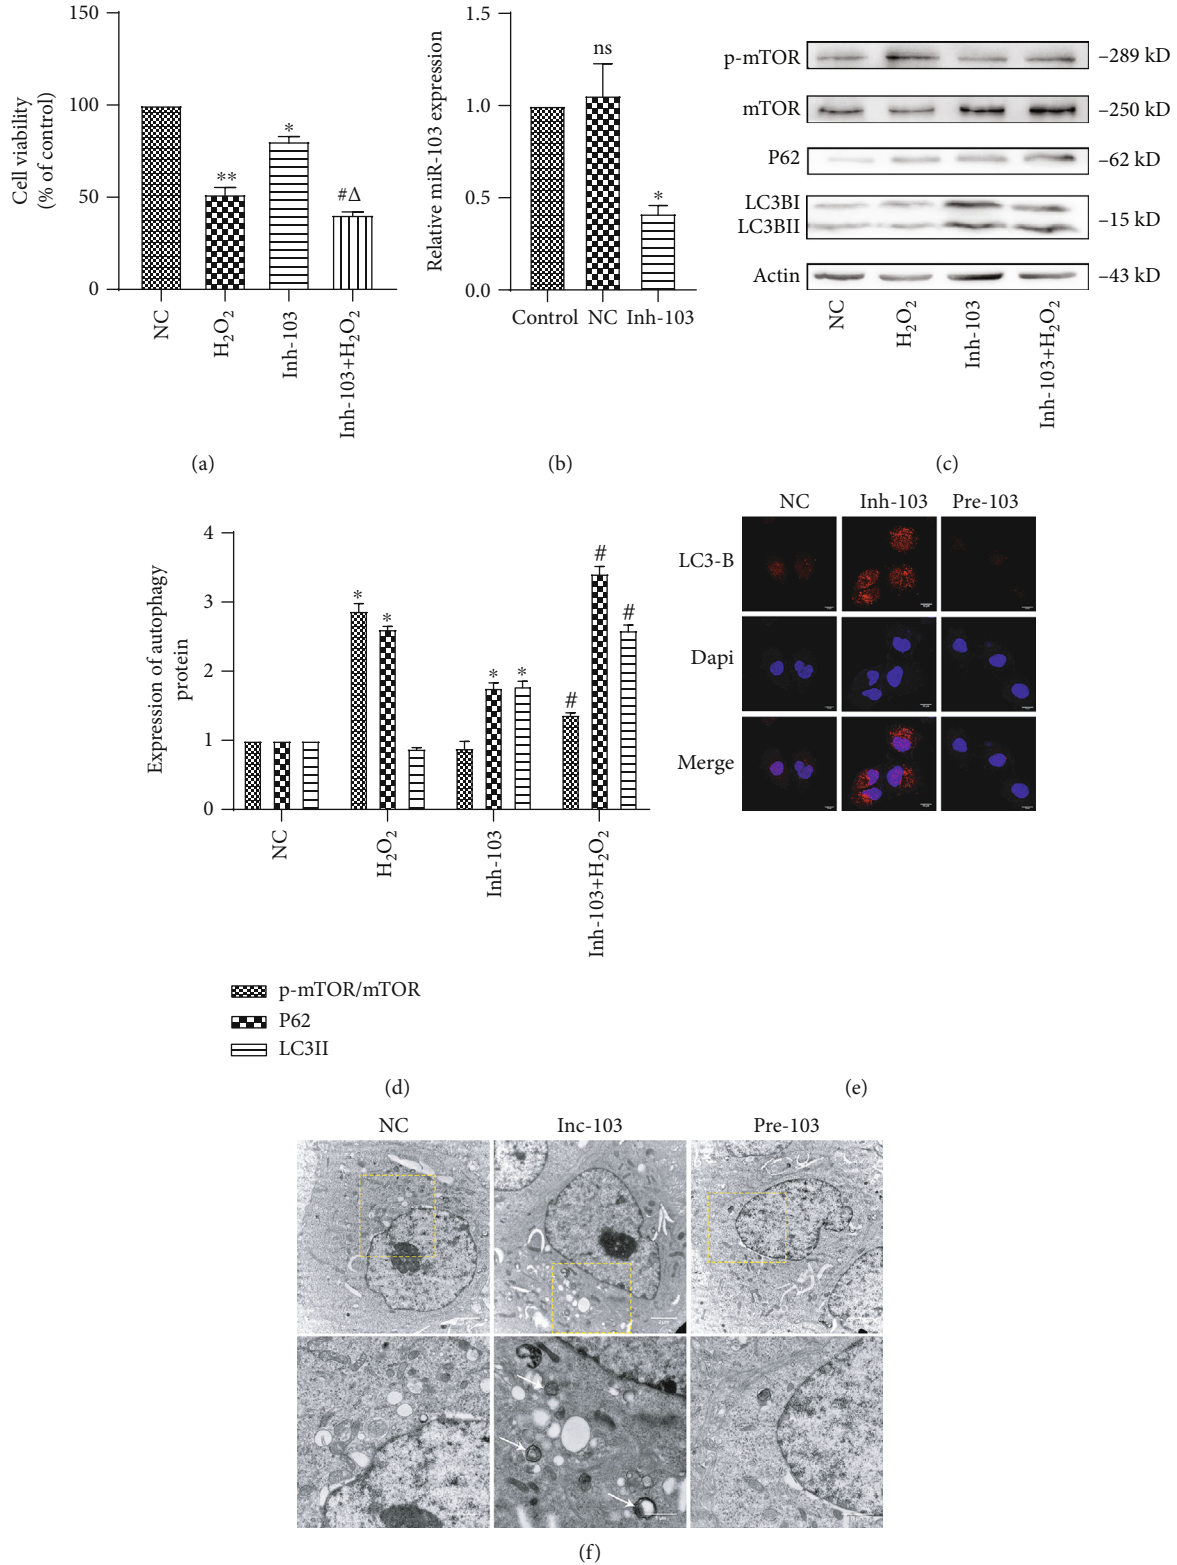 150
100
50
0
Cell viability
(% of control)
**
*
#Δ
NC
H2O2
Inh-103
Inh-103+H2O2
(a)
1.5
1.0
0.5
0.0
Relative miR-103 expression
ns
*
Control NC Inh-103
(b)
p-mTOR –289 kD
mTOR –250 kD
P62 –62 kD
LC3BI
LC3BII –15 kD
Actin –43 kD
NC
H2O2
Inh-103
Inh-103+H2O2
(c)
4
3
2
1
0
Expression of autophagy
protein
* *
* *
# # #
NC
H2O2
Inh-103
Inh-103+H2O2
p-mTOR/mTOR
P62
LC3II
(d)
NC Inh-103 Pre-103
LC3-B
Dapi
Merge
(e)
NC Inc-103 Pre-103
(f)